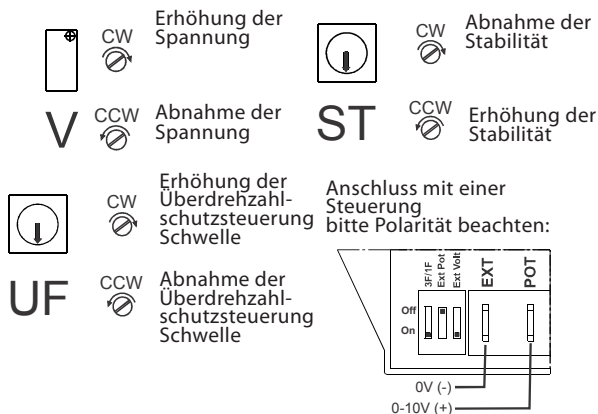 CW
Erhöhung der
Spannung
V
CCW
Abnahme der
Spannung
CW
Abnahme der
Stabilität
ST
CCW
Erhöhung der
Stabilität
CW
Erhöhung der
Überdrehzahl-
schutzsteuerung
Schwelle
UF
CCW
Abnahme der
Überdrehzahl-
schutzsteuerung
Schwelle
Anschluss mit einer
Steuerung
bitte Polarität beachten:
3F/1F
Ext Pot
Ext Volt
EXT
POT
Off
On
0V (-)
0-10V (+)